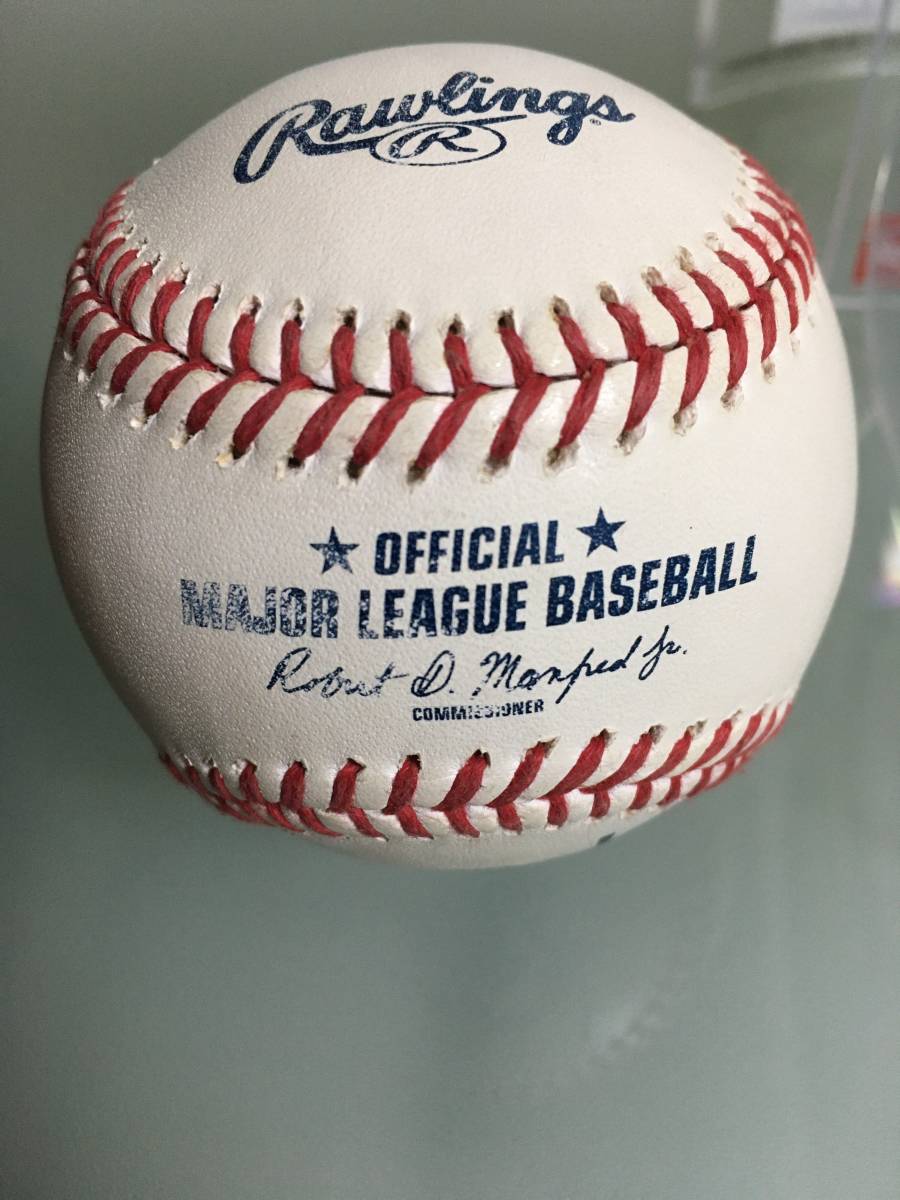 Rawlings®
R
★ OFFICIAL ★
MAJOR LEAGUE BASEBALL
Robert D. Manfred Jr.
COMMISSIONER